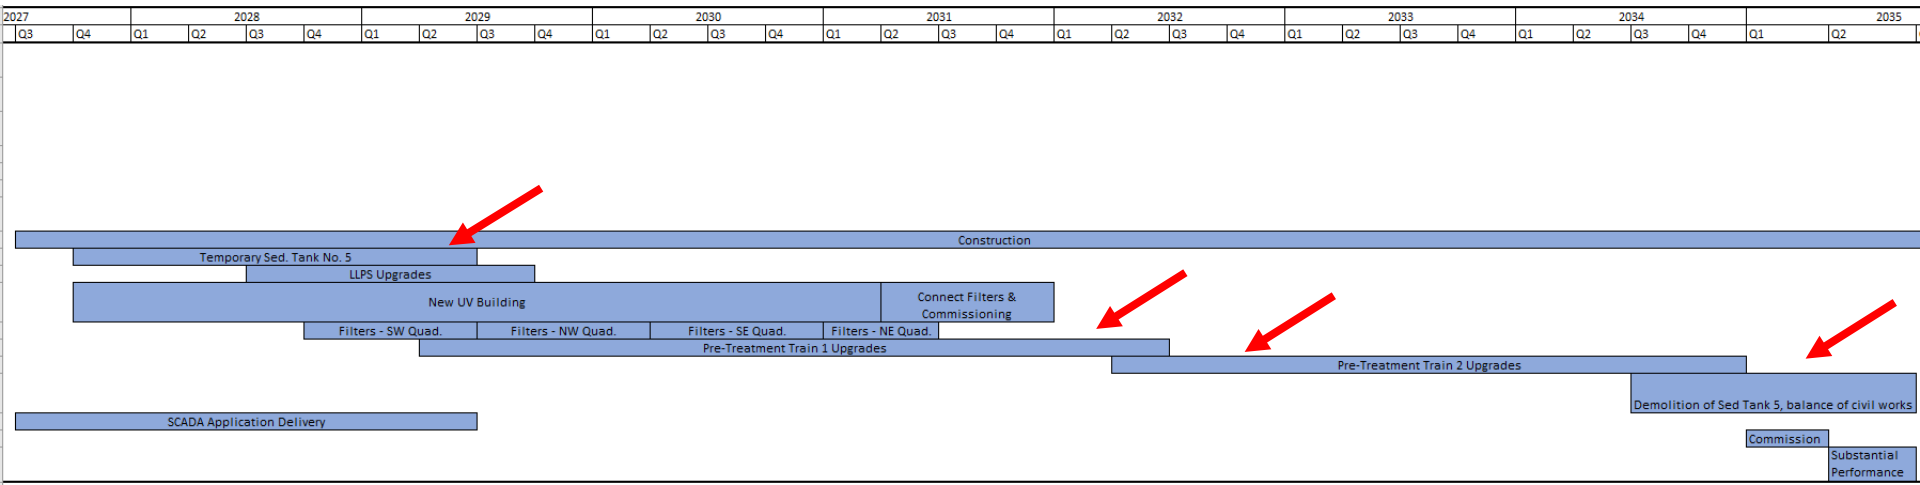 2027 2028 2029 2030 2031 2032 2033 2034 2035
Q3 Q4 Q1 Q2 Q3 Q4 Q1 Q2 Q3 Q4 Q1 Q2 Q3 Q4 Q1 Q2 Q3 Q4 Q1 Q2 Q3 Q4 Q1 Q2 Q3 Q4 Q1 Q2 Q3 Q4 Q1 Q2
Construction
Temporary Sed. Tank No. 5
LLPS Upgrades
New UV Building
Connect Filters &
Commissioning
Filters - SW Quad. Filters - NW Quad. Filters - SE Quad. Filters - NE Quad.
Pre-Treatment Train 1 Upgrades
Pre-Treatment Train 2 Upgrades
Demolition of Sed Tank 5, balance of civil works
SCADA Application Delivery
Commission
Substantial
Performance